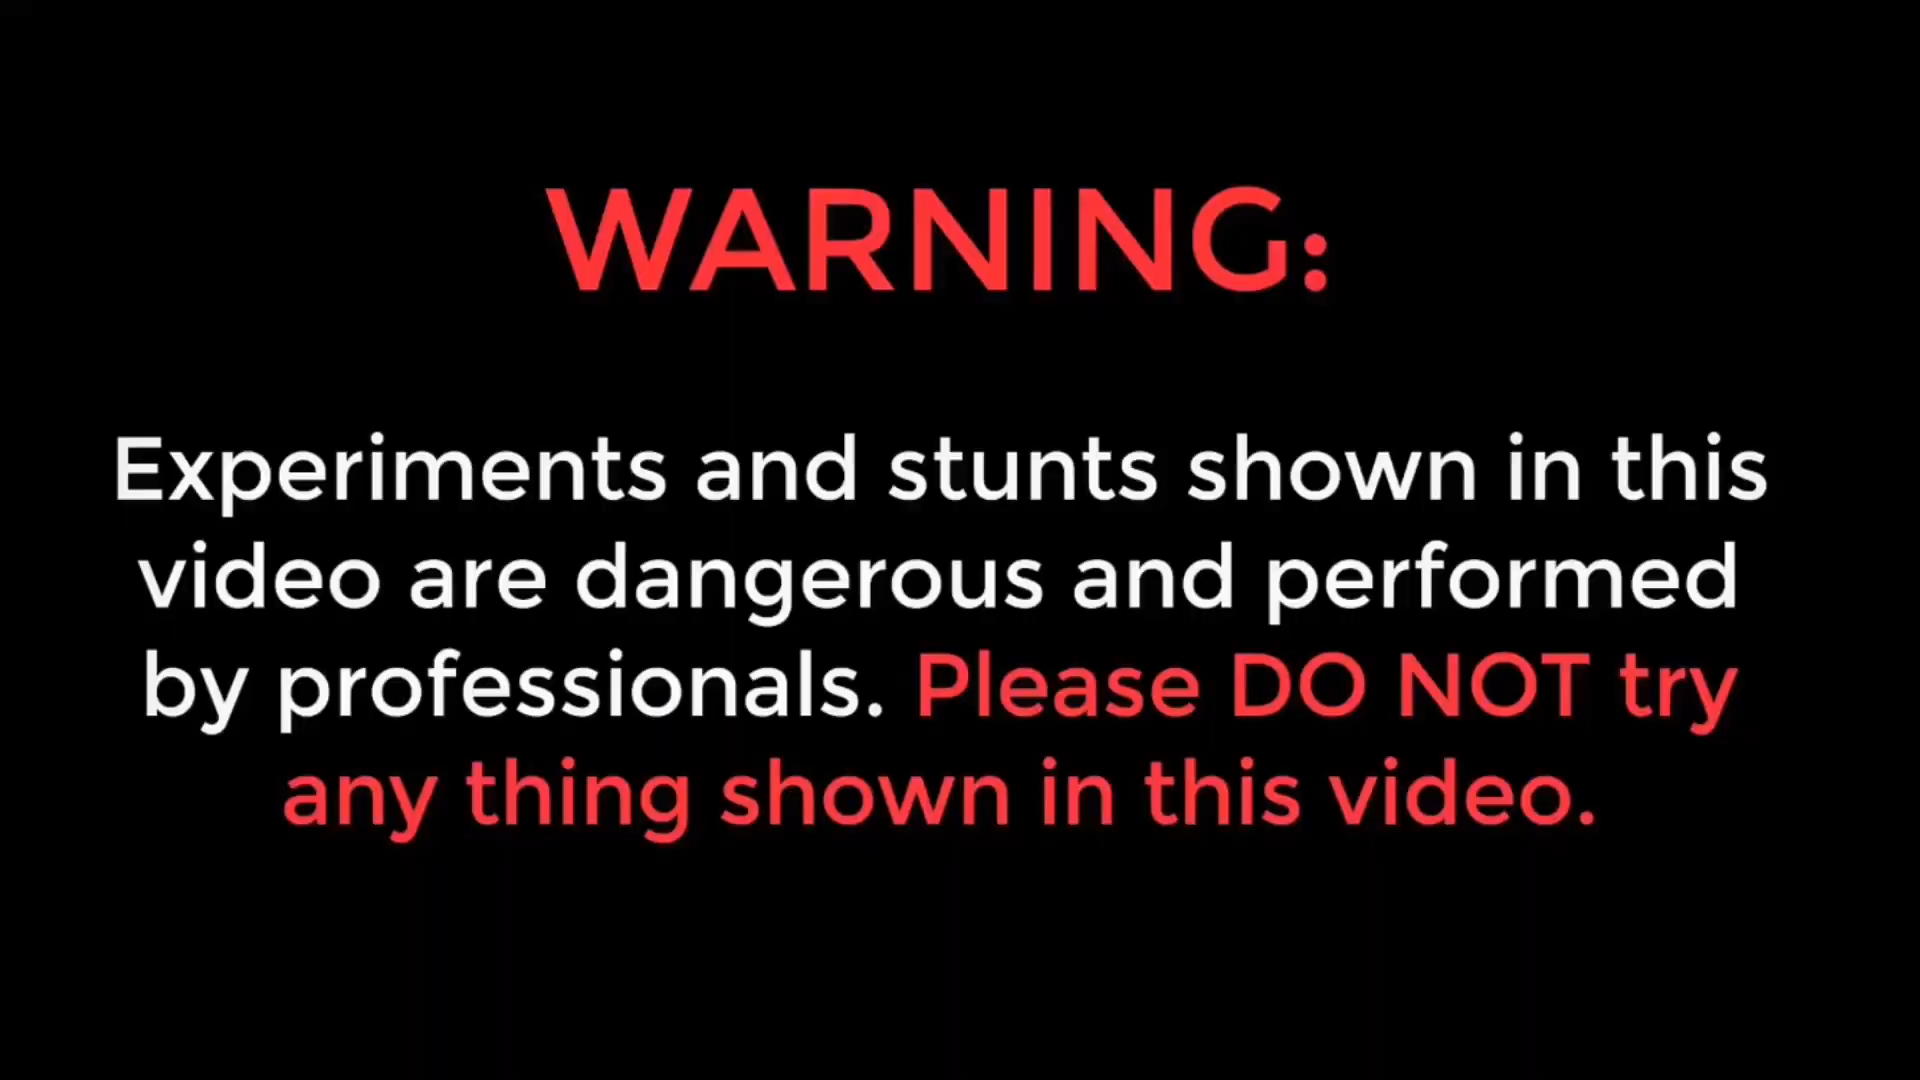 WARNING:
Experiments and stunts shown in this
video are dangerous and performed
by professionals. Please DO NOT try
any thing shown in this video.